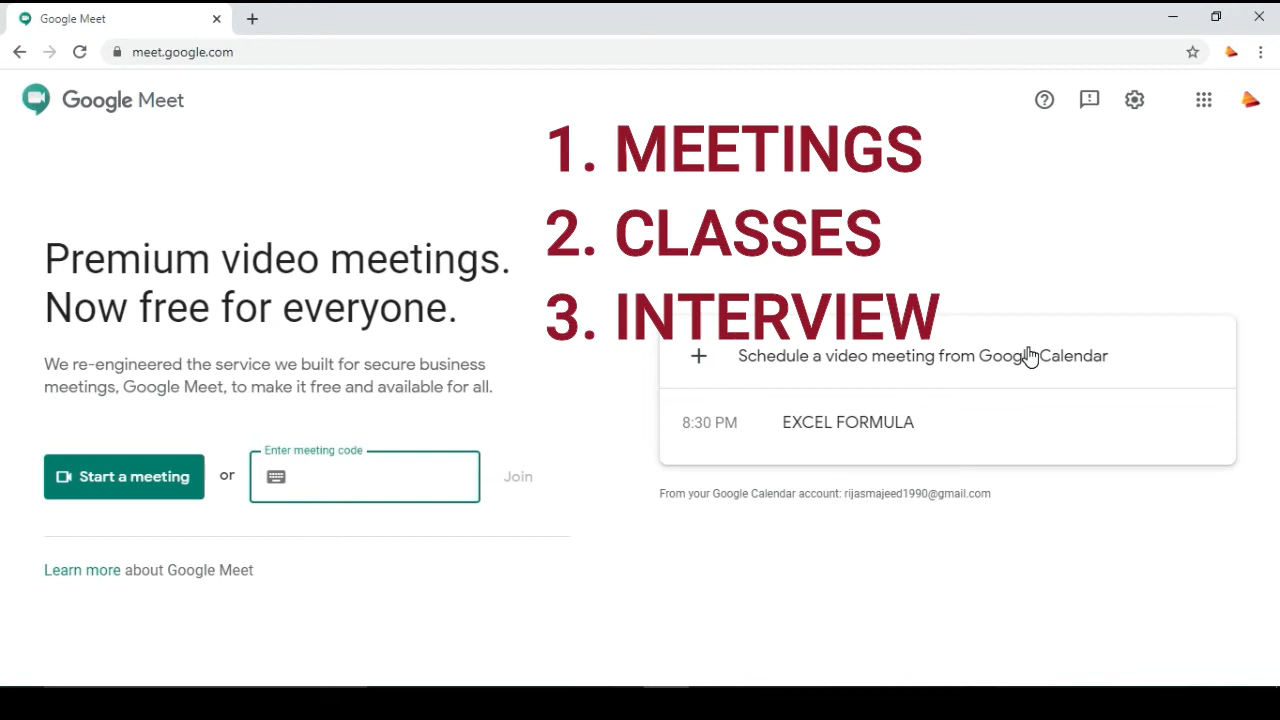 Google Meet
meet.google.com
Google Meet
1. MEETINGS
2. CLASSES
3. INTERVIEW
Premium video meetings.
Now free for everyone.
We re-engineered the service we built for secure business
meetings, Google Meet, to make it free and available for all.
Start a meeting
or
Enter meeting code
Join
Learn more about Google Meet
Schedule a video meeting from Google Calendar
8:30 PM EXCEL FORMULA
From your Google Calendar account: rijasmajeed1990@gmail.com